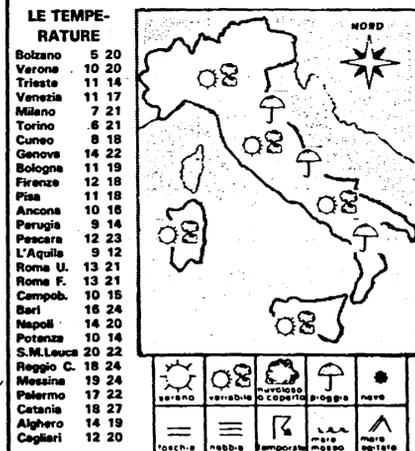 LE TEMPE-
RATURE
Bolzano 5 20
Verona 10 20
Trieste 11 14
Venezia 11 17
Milano 7 21
Torino 6 21
Cuneo 8 18
Genova 14 22
Bologna 11 19
Firenze 12 18
Pisa 11 18
Ancona 10 16
Perugia 9 14
Pescara 12 23
L'Aquila 9 12
Roma U. 13 21
Roma F. 13 21
Campob. 10 15
Bari 16 24
Napoli 14 20
Potenza 10 14
S.M.Leuca 20 22
Reggio C. 18 24
Messina 19 24
Palermo 17 22
Catania 18 27
Alghero 14 19
Cagliari 12 20
NORD
sereno variabile nuvoloso o coperto pioggia neve
foschia nebbia temporale mare mosso mare agitato